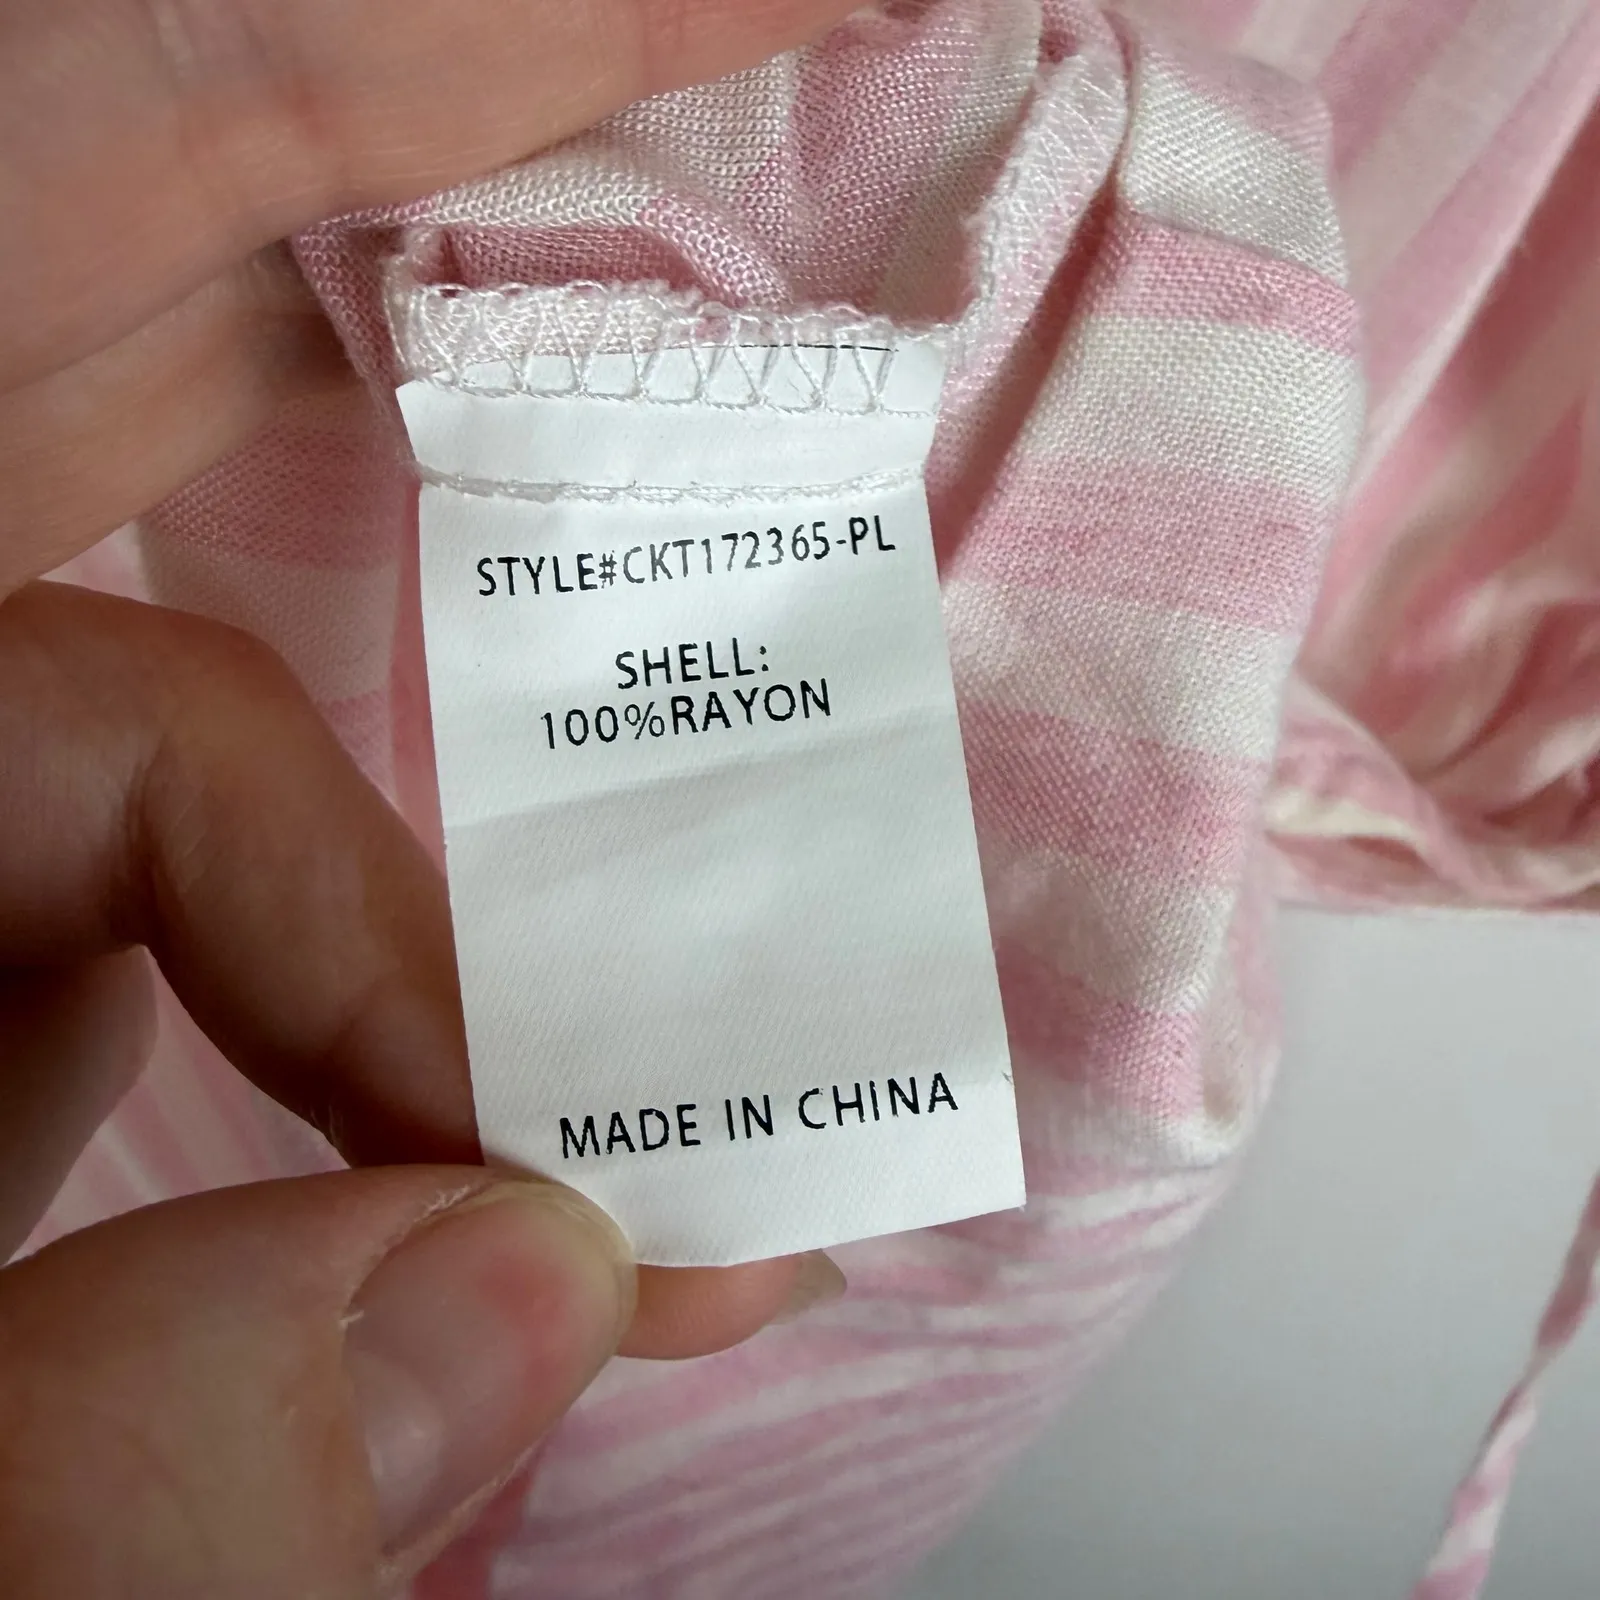 STYLE#CKT172365-PL
SHELL:
100%RAYON
MADE IN CHINA